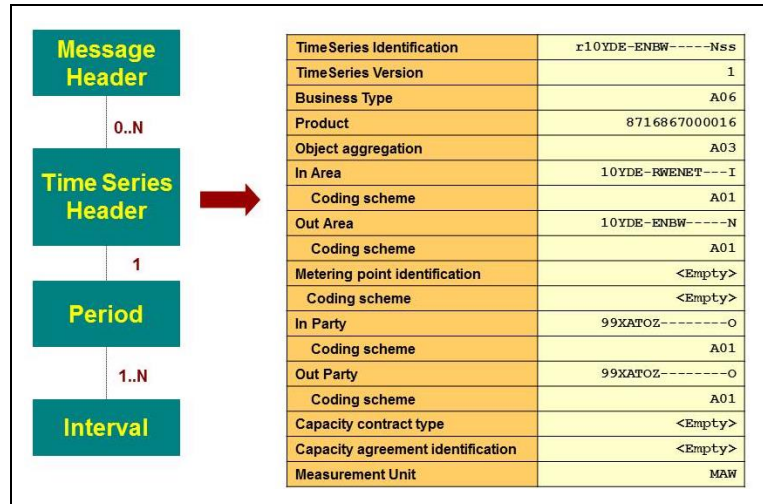 Message
Header
0..N
Time Series
Header
1
Period
1..N
Interval
TimeSeries Identification r10YDE-ENBW-----Nss
TimeSeries Version 1
Business Type A06
Product 8716867000016
Object aggregation A03
In Area 10YDE-RWENET---I
Coding scheme A01
Out Area 10YDE-ENBW-----N
Coding scheme A01
Metering point identification <Empty>
Coding scheme <Empty>
In Party 99XATOZ--------O
Coding scheme A01
Out Party 99XATOZ--------O
Coding scheme A01
Capacity contract type <Empty>
Capacity agreement identification <Empty>
Measurement Unit MAW